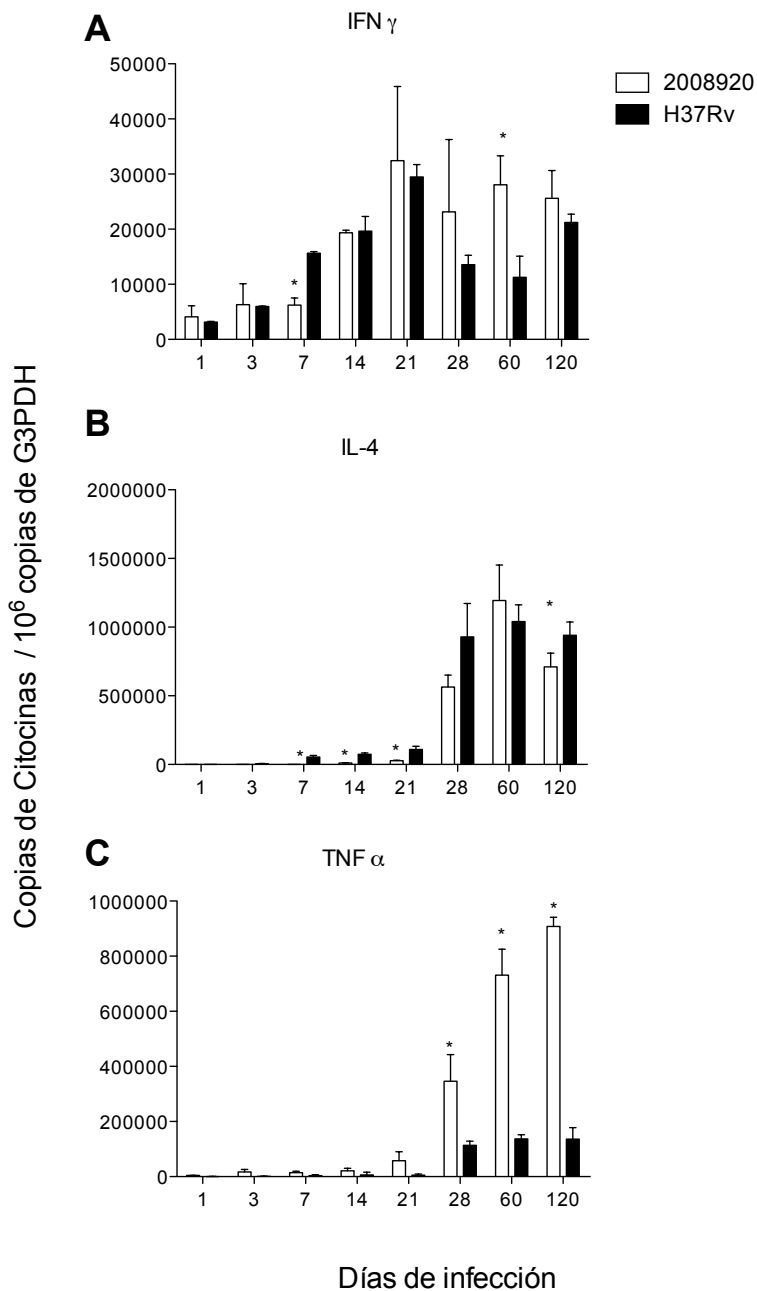 A
IFN γ
50000
40000
30000
20000
10000
0
*
*
1 3 7 14 21 28 60 120
2008920
H37Rv
Copias de Citocinas / 10⁶ copias de G3PDH
B
IL-4
2000000
1500000
1000000
500000
0
* * * *
1 3 7 14 21 28 60 120
C
TNF α
1000000
800000
600000
400000
200000
0
* * *
1 3 7 14 21 28 60 120
Días de infección